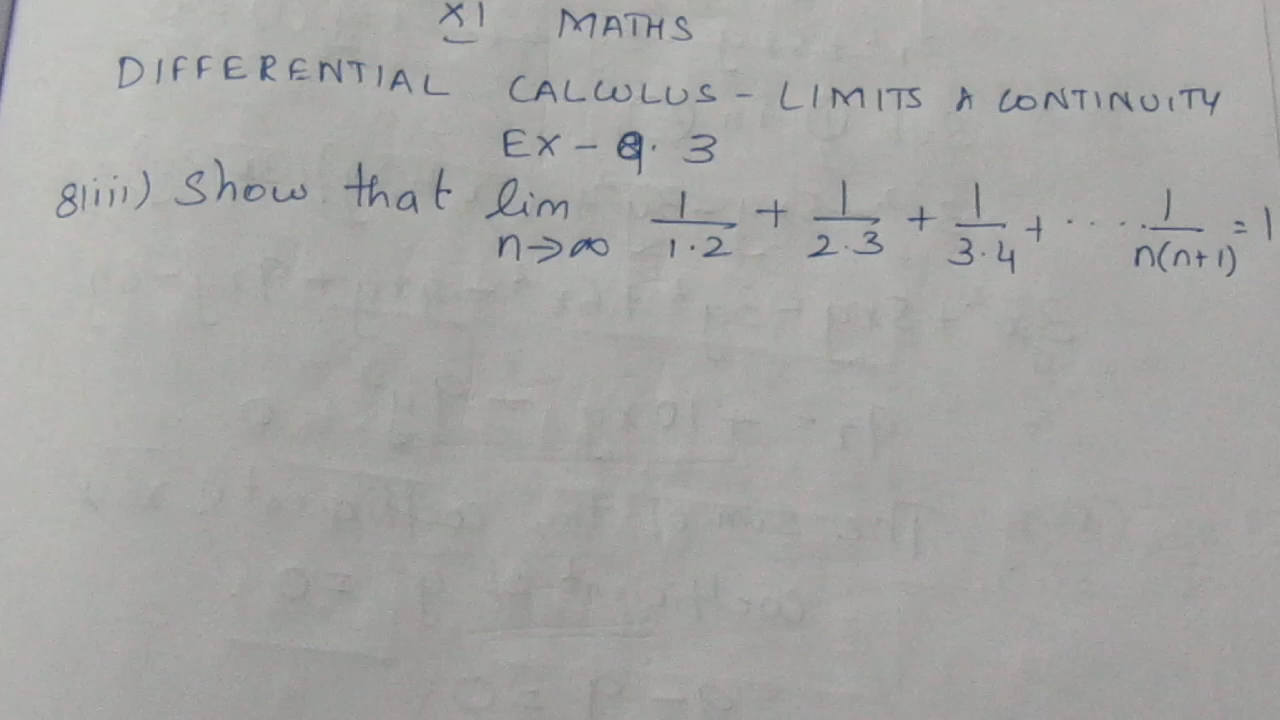 XI MATHS
DIFFERENTIAL CALCULUS - LIMITS & CONTINUITY
EX - 9.3
8)iii) Show that lim n→∞ 1/1·2 + 1/2·3 + 1/3·4 + ····· 1/n(n+1) = 1